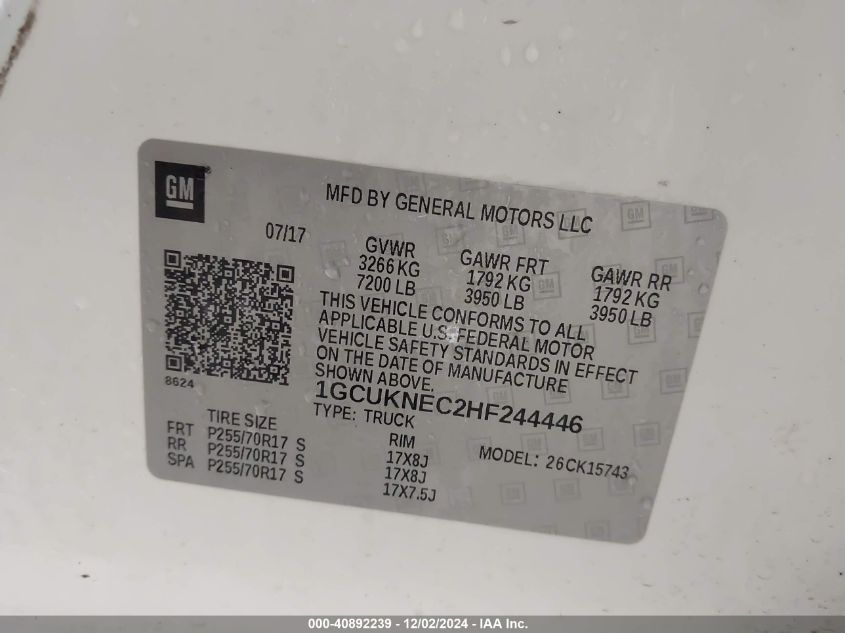 GM
MFD BY GENERAL MOTORS LLC
07/17
GVWR
3266 KG
7200 LB
GAWR FRT
1792 KG
3950 LB
GAWR RR
1792 KG
3950 LB
THIS VEHICLE CONFORMS TO ALL
APPLICABLE U.S. FEDERAL MOTOR
VEHICLE SAFETY STANDARDS IN EFFECT
ON THE DATE OF MANUFACTURE
SHOWN ABOVE.
8624
1GCUKNEC2HF244446
TYPE: TRUCK
MODEL: 26CK15743
TIRE SIZE RIM
FRT P255/70R17 S 17X8J
RR P255/70R17 S 17X8J
SPA P255/70R17 S 17X7.5J
000-40892239 - 12/02/2024 - IAA Inc.